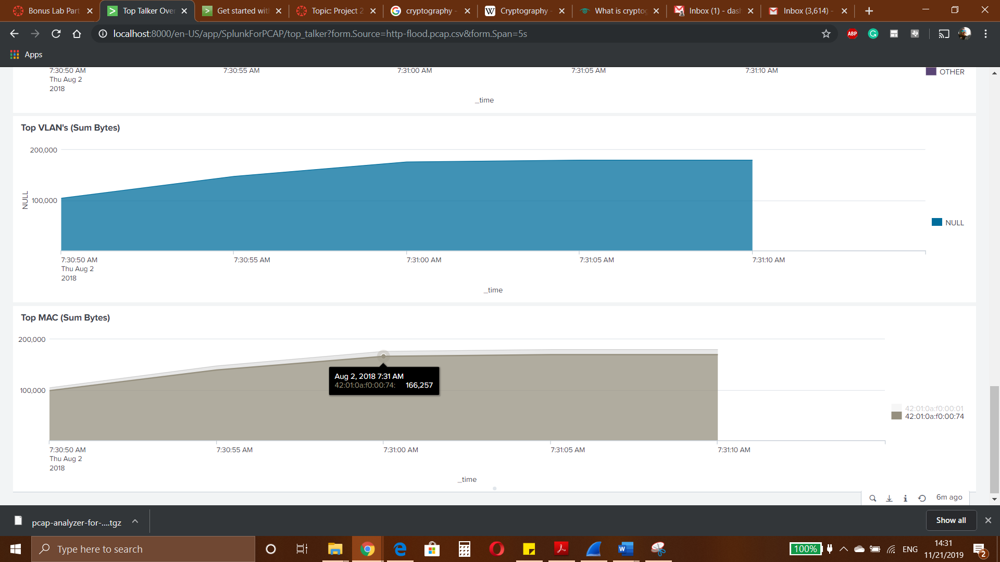 Bonus Lab Part
Top Talker Over
Get started with
Topic: Project 2
cryptography -
Cryptography -
What is cryptog
Inbox (1) - dash
Inbox (3,614) -
localhost:8000/en-US/app/SplunkForPCAP/top_talker?form.Source=http-flood.pcap.csv&form.Span=5s
ABP
Apps
7:30:50 AM 7:30:55 AM 7:31:00 AM 7:31:05 AM 7:31:10 AM
Thu Aug 2
2018
OTHER
_time
Top VLAN's (Sum Bytes)
200,000
100,000
NULL
NULL
7:30:50 AM 7:30:55 AM 7:31:00 AM 7:31:05 AM 7:31:10 AM
Thu Aug 2
2018
_time
Top MAC (Sum Bytes)
200,000
100,000
Aug 2, 2018 7:31 AM
42:01:0a:f0:00:74: 166,257
42:01:0a:f0:00:01
42:01:0a:f0:00:74
7:30:50 AM 7:30:55 AM 7:31:00 AM 7:31:05 AM 7:31:10 AM
Thu Aug 2
2018
_time
6m ago
pcap-analyzer-for-....tgz
Show all
Type here to search
100%
ENG
14:31
11/21/2019
2